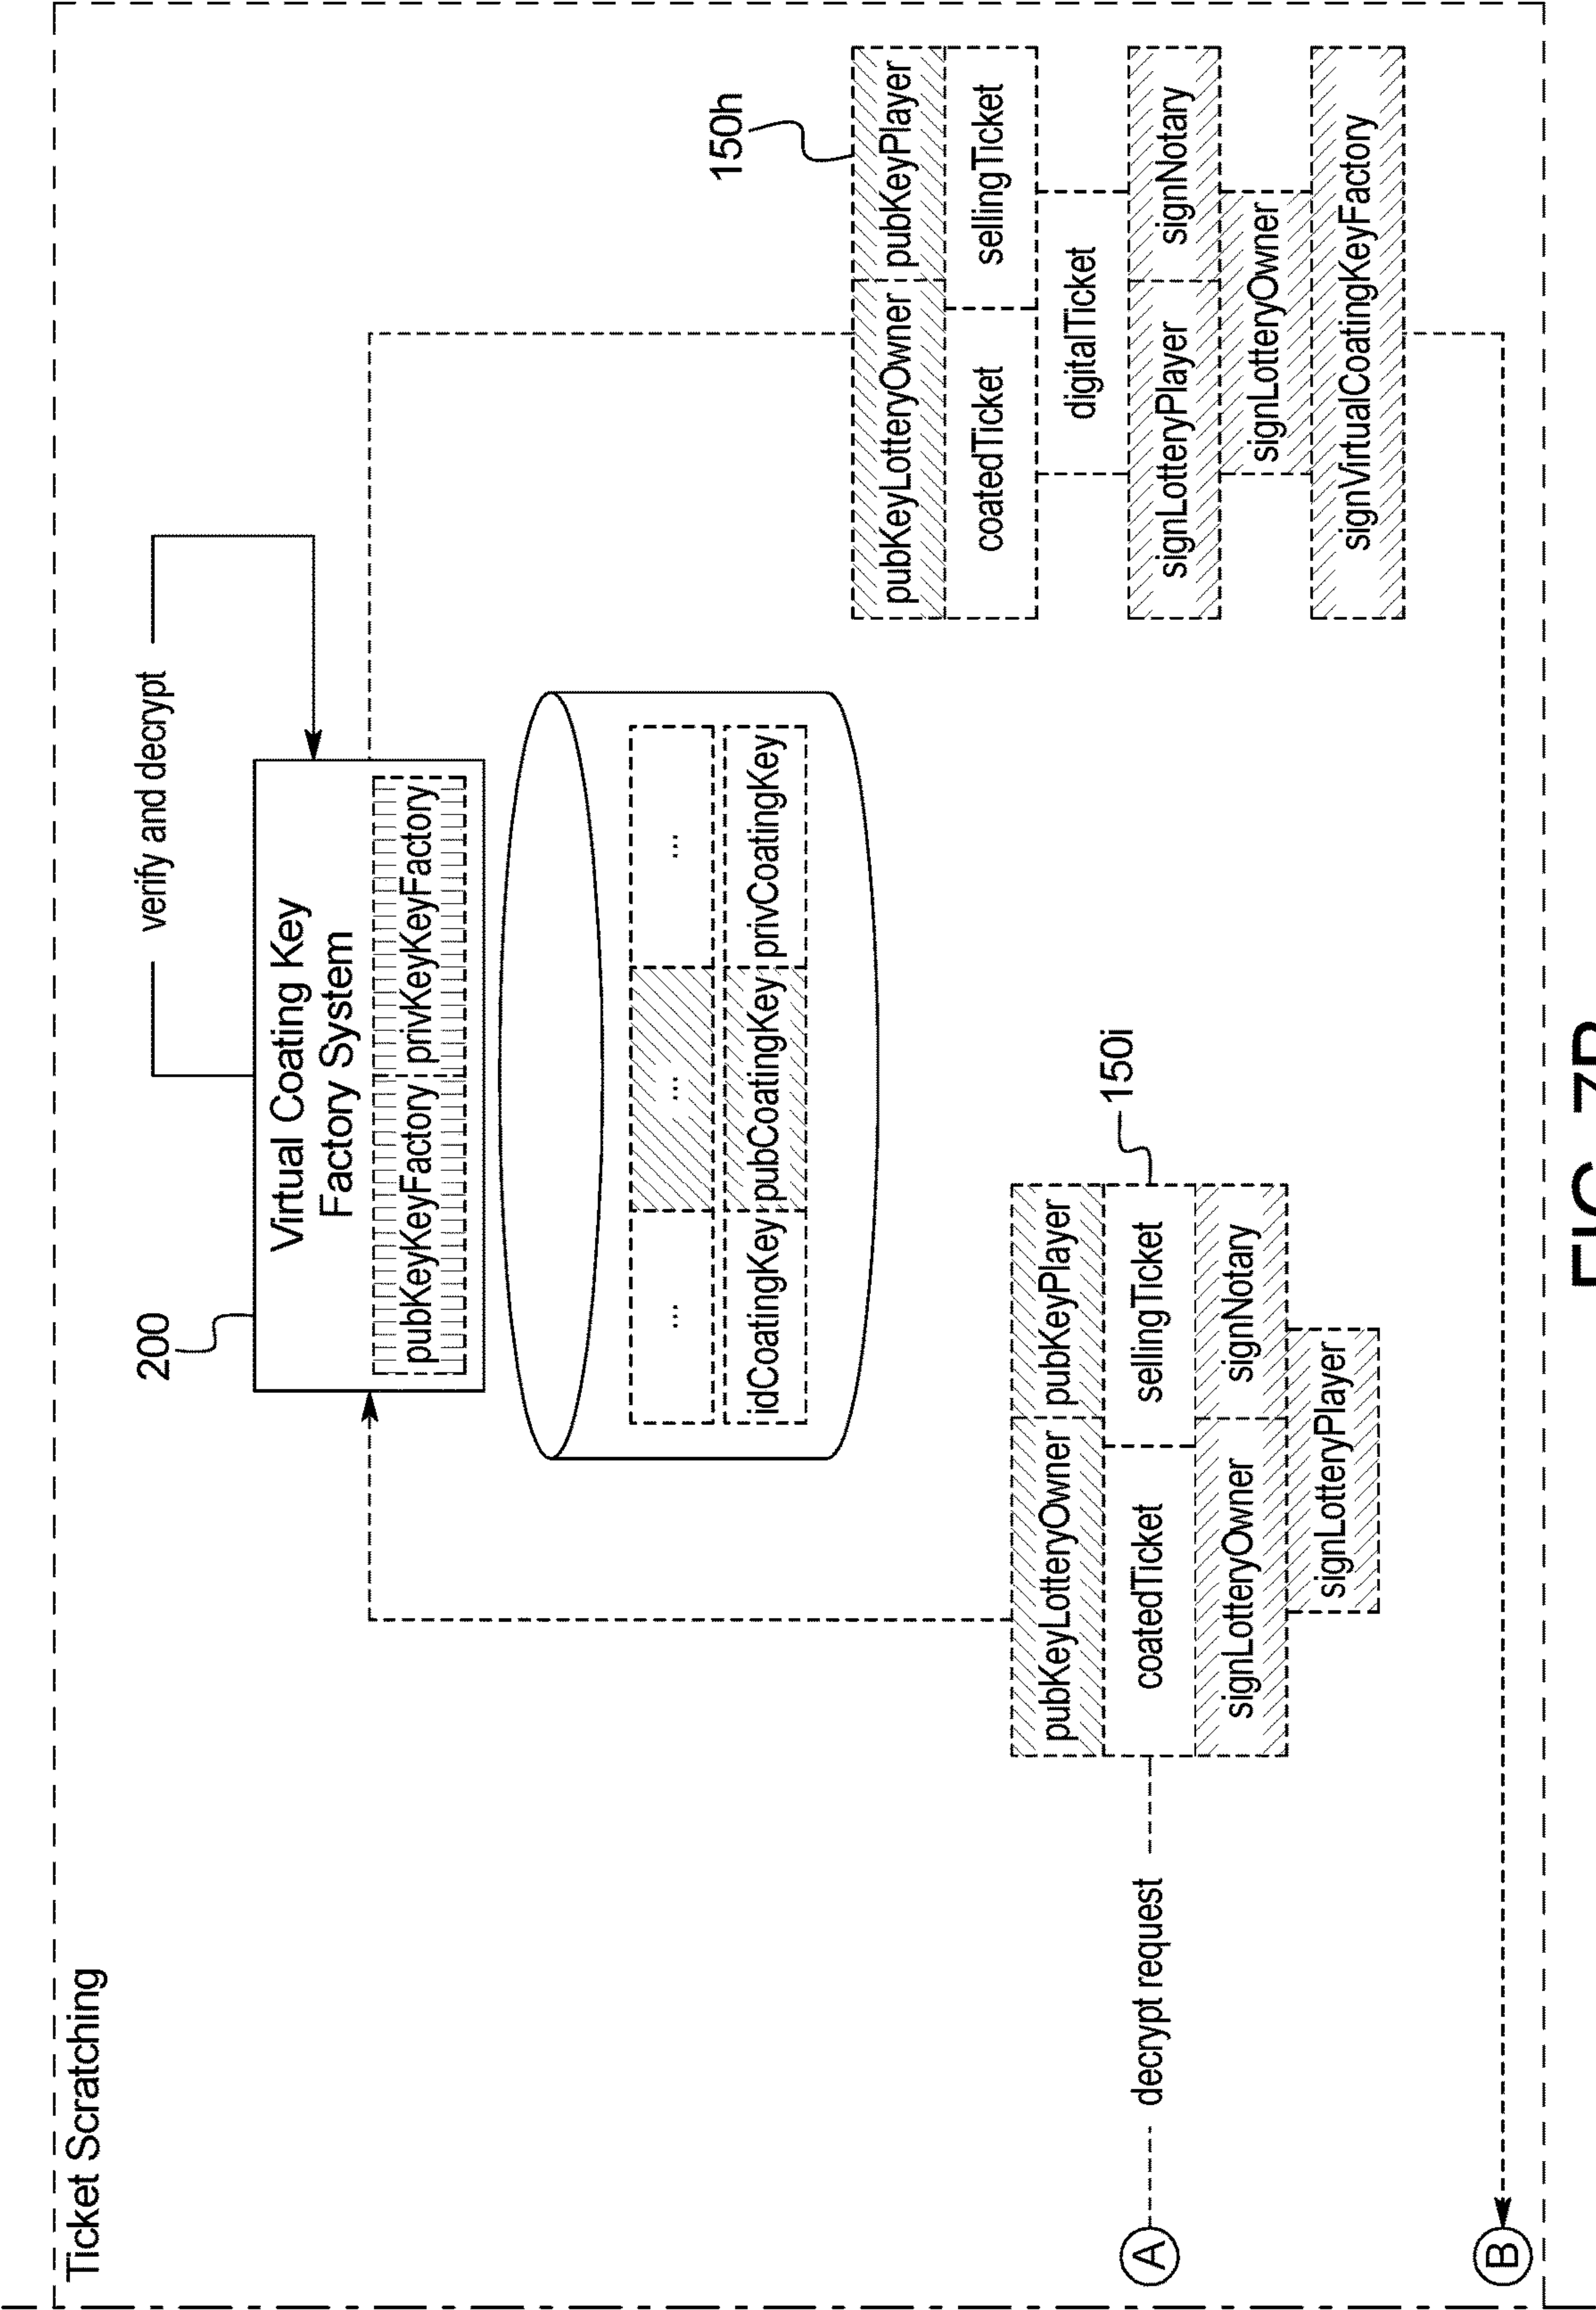 Ticket Scratching
200
verify and decrypt
Virtual Coating Key
Factory System
pubKeyKeyFactory privKeyKeyFactory
... ... ...
idCoatingKey pubCoatingKey privCoatingKey
150h
pubKeyLotteryOwner pubKeyPlayer
coatedTicket sellingTicket
digitalTicket
signLotteryPlayer signNotary
signLotteryOwner
signVirtualCoatingKeyFactory
150i
pubKeyLotteryOwner pubKeyPlayer
coatedTicket sellingTicket
signLotteryOwner signNotary
signLotteryPlayer
A decrypt request
B